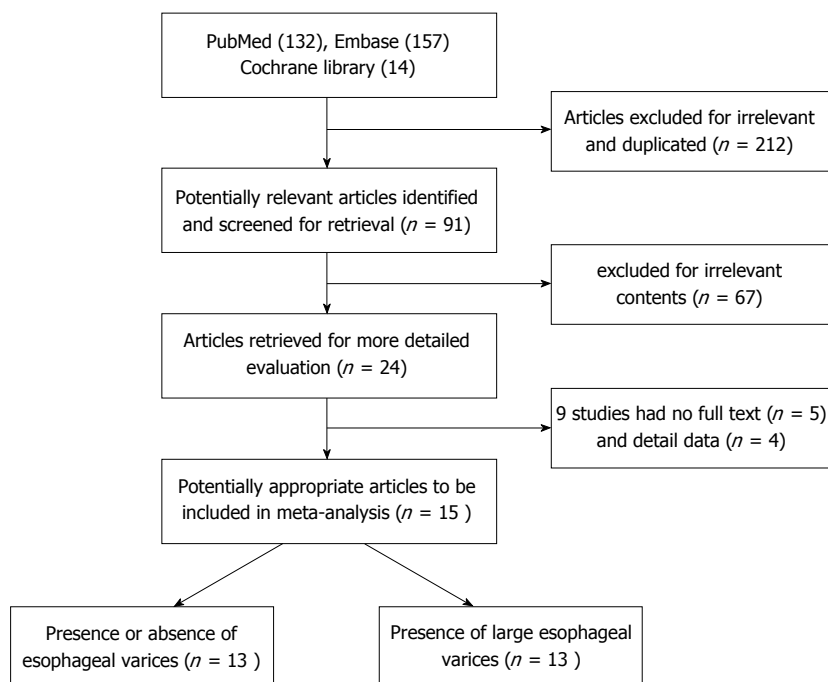 PubMed (132), Embase (157)
Cochrane library (14)
Articles excluded for irrelevant
and duplicated (n = 212)
Potentially relevant articles identified
and screened for retrieval (n = 91)
excluded for irrelevant
contents (n = 67)
Articles retrieved for more detailed
evaluation (n = 24)
9 studies had no full text (n = 5)
and detail data (n = 4)
Potentially appropriate articles to be
included in meta-analysis (n = 15 )
Presence or absence of
esophageal varices (n = 13 )
Presence of large esophageal
varices (n = 13 )